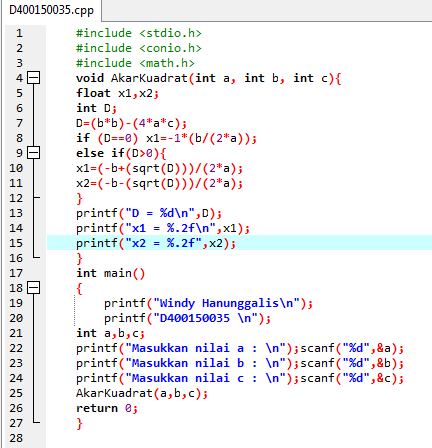 D400150035.cpp
1 #include <stdio.h>
2 #include <conio.h>
3 #include <math.h>
4 void AkarKuadrat(int a, int b, int c){
5 float x1,x2;
6 int D;
7 D=(b*b)-(4*a*c);
8 if (D==0) x1=-1*(b/(2*a));
9 else if(D>0){
10 x1=(-b+(sqrt(D)))/(2*a);
11 x2=(-b-(sqrt(D)))/(2*a);
12 }
13 printf("D = %d\n",D);
14 printf("x1 = %.2f\n",x1);
15 printf("x2 = %.2f",x2);
16 }
17 int main()
18 {
19 printf("Windy Hanunggalis\n");
20 printf("D400150035 \n");
21 int a,b,c;
22 printf("Masukkan nilai a : \n");scanf("%d",&a);
23 printf("Masukkan nilai b : \n");scanf("%d",&b);
24 printf("Masukkan nilai c : \n");scanf("%d",&c);
25 AkarKuadrat(a,b,c);
26 return 0;
27 }
28